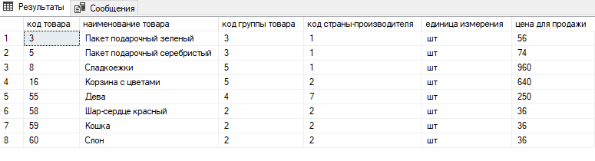 Результаты Сообщения
код товара наименование товара код группы товара код страны-производителя единица измерения цена для продажи
1 3 Пакет подарочный зеленый 3 1 шт 56
2 5 Пакет подарочный серебристый 3 1 шт 74
3 8 Сладкоежки 5 1 шт 960
4 16 Корзина с цветами 5 2 шт 640
5 55 Дева 4 7 шт 250
6 58 Шар-сердце красный 2 2 шт 36
7 59 Кошка 2 2 шт 36
8 60 Слон 2 2 шт 36